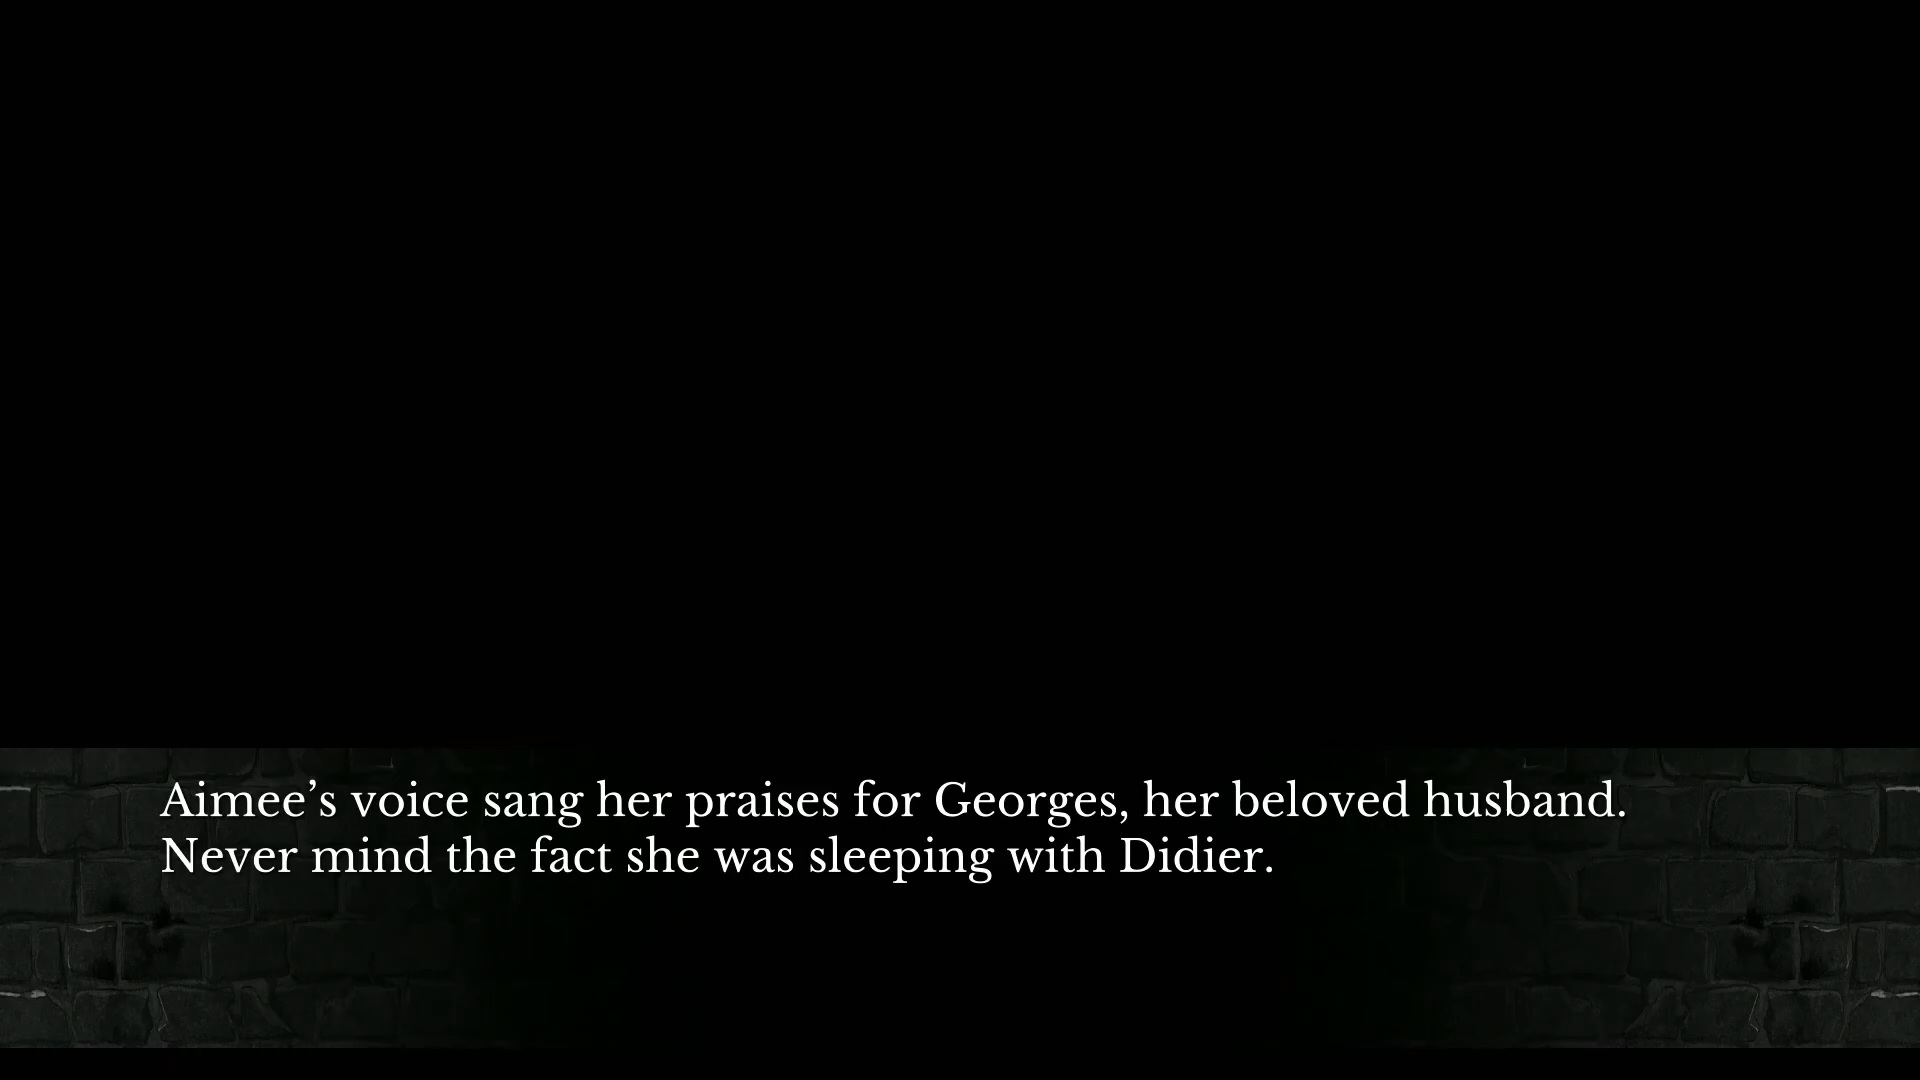 Aimee’s voice sang her praises for Georges, her beloved husband.
Never mind the fact she was sleeping with Didier.